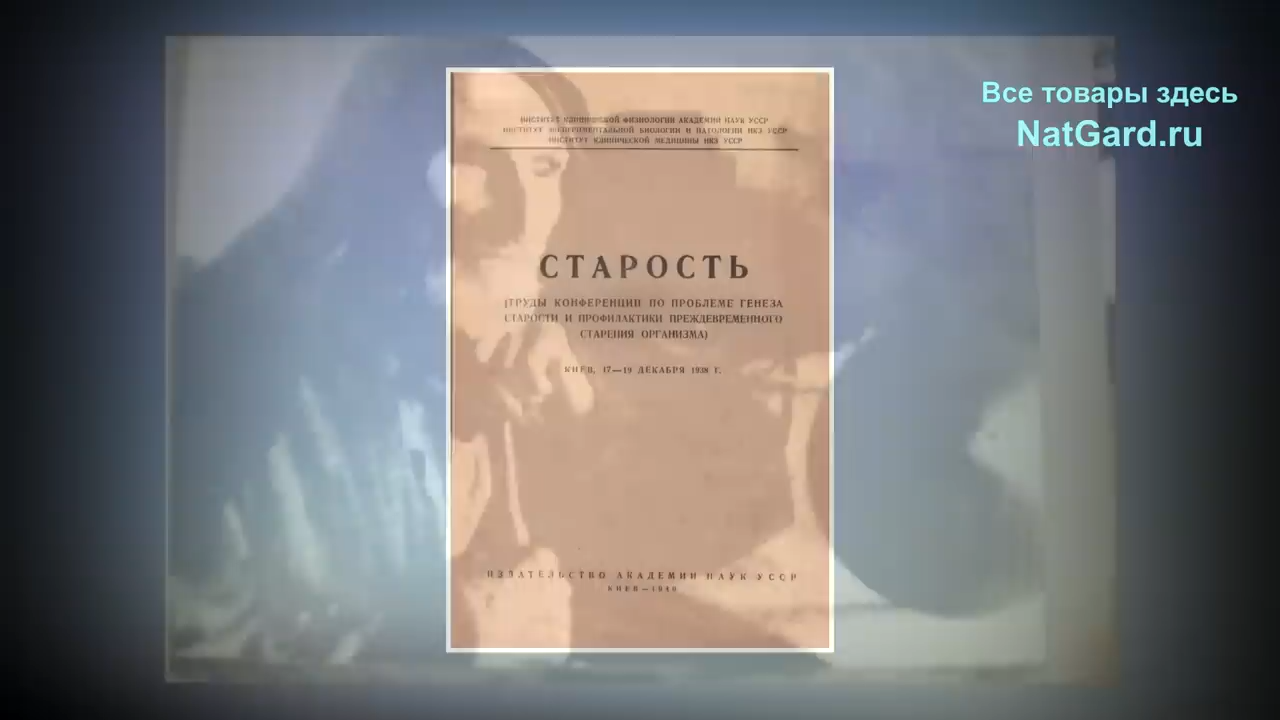 ИНСТИТУТ КЛИНИЧЕСКОЙ ФИЗИОЛОГИИ АКАДЕМИИ НАУК УССР
ИНСТИТУТ ЭКСПЕРИМЕНТАЛЬНОЙ БИОЛОГИИ И ПАТОЛОГИИ НКЗ УССР
ИНСТИТУТ КЛИНИЧЕСКОЙ МЕДИЦИНЫ НКЗ УССР
СТАРОСТЬ
(ТРУДЫ КОНФЕРЕНЦИИ ПО ПРОБЛЕМЕ ГЕНЕЗА
СТАРОСТИ И ПРОФИЛАКТИКИ ПРЕЖДЕВРЕМЕННОГО
СТАРЕНИЯ ОРГАНИЗМА)
КИЕВ, 17—19 ДЕКАБРЯ 1938 Г.
ИЗДАТЕЛЬСТВО АКАДЕМИИ НАУК УССР
КИЕВ—1940
Все товары здесь
NatGard.ru